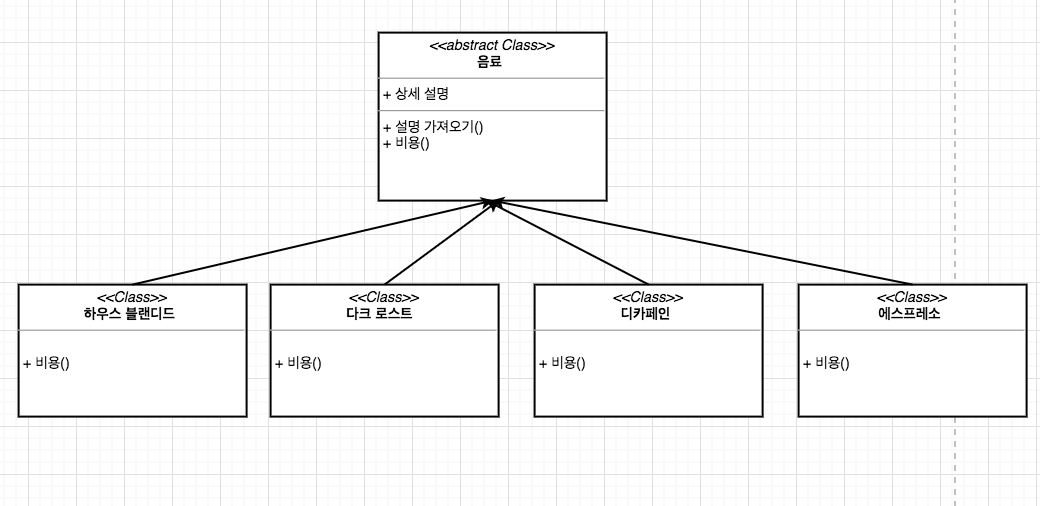 <<abstract Class>>
음료
+ 상세 설명
+ 설명 가져오기()
+ 비용()
<<Class>>
하우스 블랜디드
+ 비용()
<<Class>>
다크 로스트
+ 비용()
<<Class>>
디카페인
+ 비용()
<<Class>>
에스프레소
+ 비용()